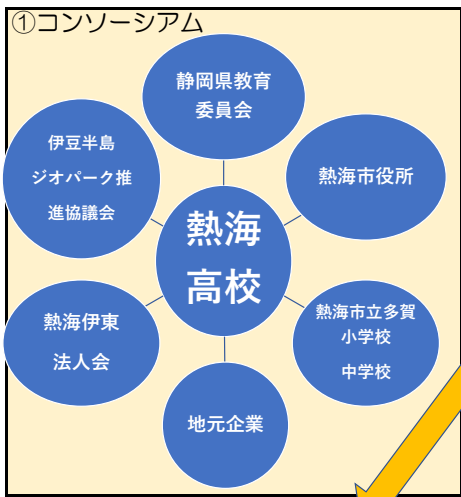 ①コンソーシアム
静岡県教育
委員会
伊豆半島
ジオパーク推
進協議会
熱海市役所
熱海
高校
熱海市立多賀
小学校
中学校
熱海伊東
法人会
地元企業